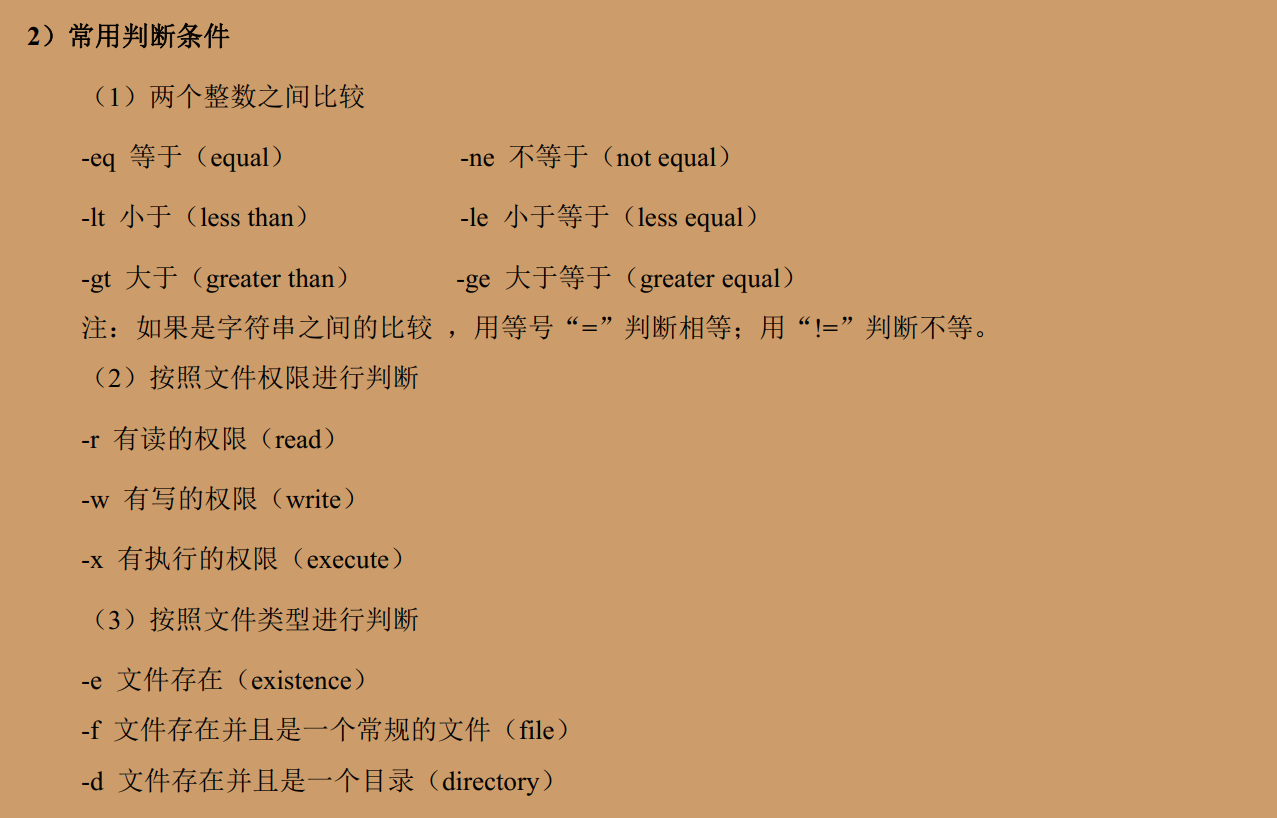 2）常用判断条件
（1）两个整数之间比较
-eq 等于（equal） -ne 不等于（not equal）
-lt 小于（less than） -le 小于等于（less equal）
-gt 大于（greater than） -ge 大于等于（greater equal）
注：如果是字符串之间的比较 ，用等号“=”判断相等；用“!=”判断不等。
（2）按照文件权限进行判断
-r 有读的权限（read）
-w 有写的权限（write）
-x 有执行的权限（execute）
（3）按照文件类型进行判断
-e 文件存在（existence）
-f 文件存在并且是一个常规的文件（file）
-d 文件存在并且是一个目录（directory）